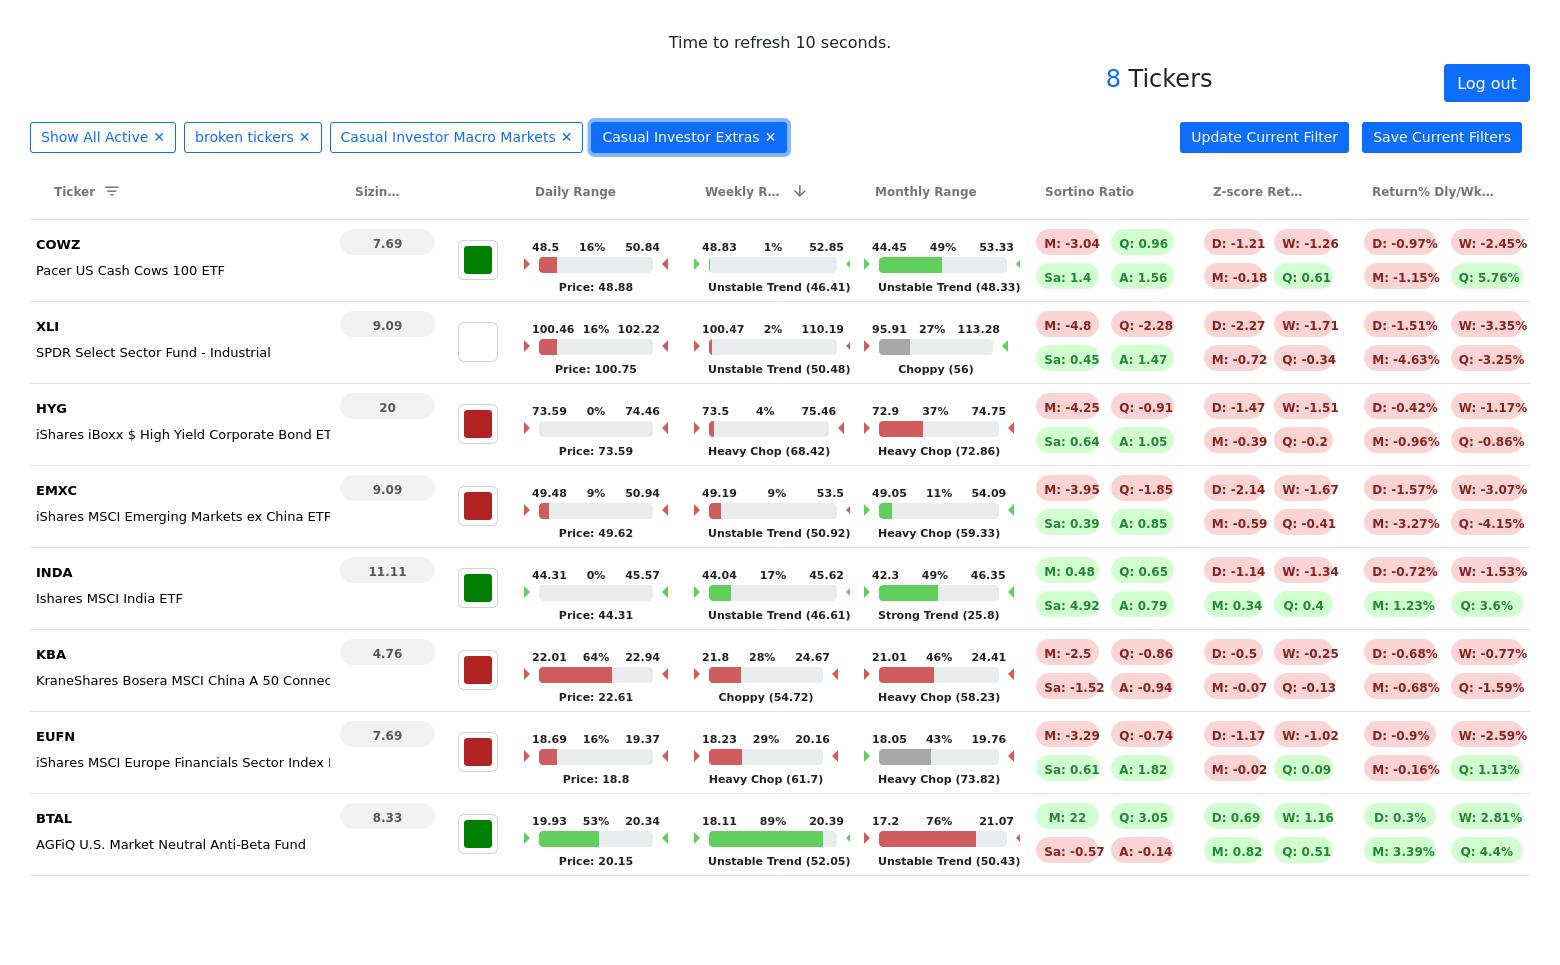 Time to refresh 10 seconds.
8 Tickers
Log out
Show All Active ✕ broken tickers ✕ Casual Investor Macro Markets ✕ Casual Investor Extras ✕ Update Current Filter Save Current Filters
Ticker Sizin... Daily Range Weekly R... Monthly Range Sortino Ratio Z-score Ret... Return% Dly/Wk...
COWZ 7.69 48.5 16% 50.84 48.83 1% 52.85 44.45 49% 53.33 M: -3.04 Q: 0.96 D: -1.21 W: -1.26 D: -0.97% W: -2.45%
Pacer US Cash Cows 100 ETF Sa: 1.4 A: 1.56 M: -0.18 Q: 0.61 M: -1.15% Q: 5.76%
Price: 48.88 Unstable Trend (46.41) Unstable Trend (48.33)
XLI 9.09 100.46 16% 102.22 100.47 2% 110.19 95.91 27% 113.28 M: -4.8 Q: -2.28 D: -2.27 W: -1.71 D: -1.51% W: -3.35%
SPDR Select Sector Fund - Industrial Sa: 0.45 A: 1.47 M: -0.72 Q: -0.34 M: -4.63% Q: -3.25%
Price: 100.75 Unstable Trend (50.48) Choppy (56)
HYG 20 73.59 0% 74.46 73.5 4% 75.46 72.9 37% 74.75 M: -4.25 Q: -0.91 D: -1.47 W: -1.51 D: -0.42% W: -1.17%
iShares iBoxx $ High Yield Corporate Bond ET Sa: 0.64 A: 1.05 M: -0.39 Q: -0.2 M: -0.96% Q: -0.86%
Price: 73.59 Heavy Chop (68.42) Heavy Chop (72.86)
EMXC 9.09 49.48 9% 50.94 49.19 9% 53.5 49.05 11% 54.09 M: -3.95 Q: -1.85 D: -2.14 W: -1.67 D: -1.57% W: -3.07%
iShares MSCI Emerging Markets ex China ETF Sa: 0.39 A: 0.85 M: -0.59 Q: -0.41 M: -3.27% Q: -4.15%
Price: 49.62 Unstable Trend (50.92) Heavy Chop (59.33)
INDA 11.11 44.31 0% 45.57 44.04 17% 45.62 42.3 49% 46.35 M: 0.48 Q: 0.65 D: -1.14 W: -1.34 D: -0.72% W: -1.53%
Ishares MSCI India ETF Sa: 4.92 A: 0.79 M: 0.34 Q: 0.4 M: 1.23% Q: 3.6%
Price: 44.31 Unstable Trend (46.61) Strong Trend (25.8)
KBA 4.76 22.01 64% 22.94 21.8 28% 24.67 21.01 46% 24.41 M: -2.5 Q: -0.86 D: -0.5 W: -0.25 D: -0.68% W: -0.77%
KraneShares Bosera MSCI China A 50 Connec Sa: -1.52 A: -0.94 M: -0.07 Q: -0.13 M: -0.68% Q: -1.59%
Price: 22.61 Choppy (54.72) Heavy Chop (58.23)
EUFN 7.69 18.69 16% 19.37 18.23 29% 20.16 18.05 43% 19.76 M: -3.29 Q: -0.74 D: -1.17 W: -1.02 D: -0.9% W: -2.59%
iShares MSCI Europe Financials Sector Index Sa: 0.61 A: 1.82 M: -0.02 Q: 0.09 M: -0.16% Q: 1.13%
Price: 18.8 Heavy Chop (61.7) Heavy Chop (73.82)
BTAL 8.33 19.93 53% 20.34 18.11 89% 20.39 17.2 76% 21.07 M: 22 Q: 3.05 D: 0.69 W: 1.16 D: 0.3% W: 2.81%
AGFiQ U.S. Market Neutral Anti-Beta Fund Sa: -0.57 A: -0.14 M: 0.82 Q: 0.51 M: 3.39% Q: 4.4%
Price: 20.15 Unstable Trend (52.05) Unstable Trend (50.43)